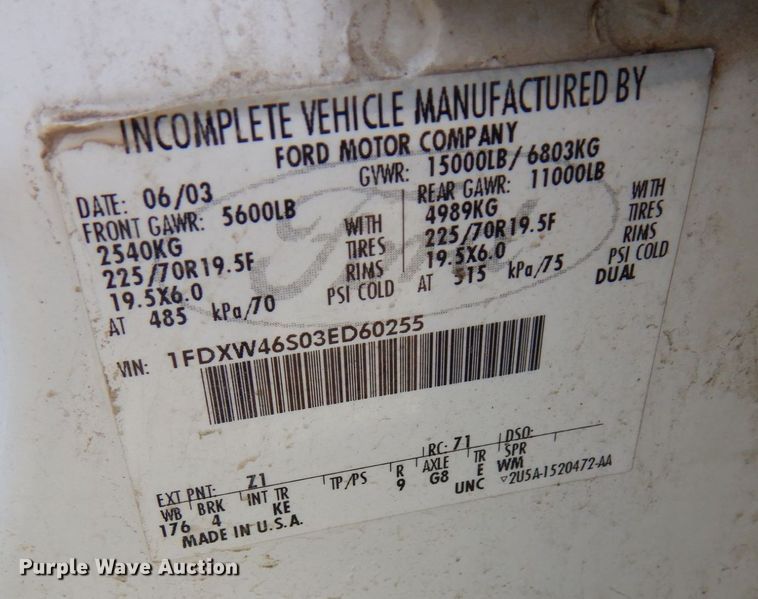 INCOMPLETE VEHICLE MANUFACTURED BY
FORD MOTOR COMPANY
DATE: 06/03 GVWR: 15000LB/6803KG
FRONT GAWR: 5600LB REAR GAWR: 11000LB
2540KG WITH 4989KG WITH
225/70R19.5F TIRES 225/70R19.5F TIRES
19.5X6.0 RIMS 19.5X6.0 RIMS
AT 485 kPa/70 PSI COLD AT 515 kPa/75 PSI COLD
DUAL
Ford
VIN: 1FDXW46S03ED60255
EXT PNT: Z1 RC: 71 DSO:
WB BRK INT TR TP/PS R AXLE TR SPR
176 4 KE 9 G8 E WM
UNC
MADE IN U.S.A. ▽2U5A-1520472-AA
Purple Wave Auction